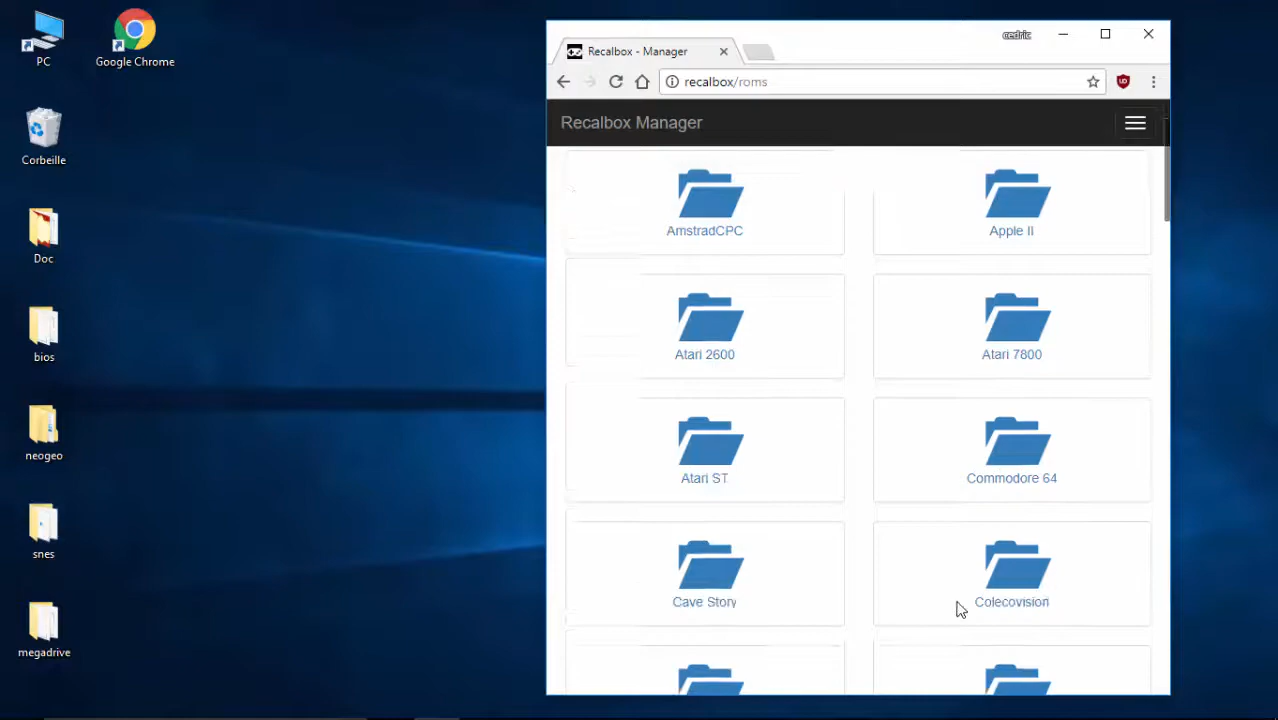 PC
Google Chrome
Corbeille
Doc
bios
neogeo
snes
megadrive
cedric
Recalbox - Manager
recalbox/roms
Recalbox Manager
AmstradCPC
Apple II
Atari 2600
Atari 7800
Atari ST
Commodore 64
Cave Story
Colecovision